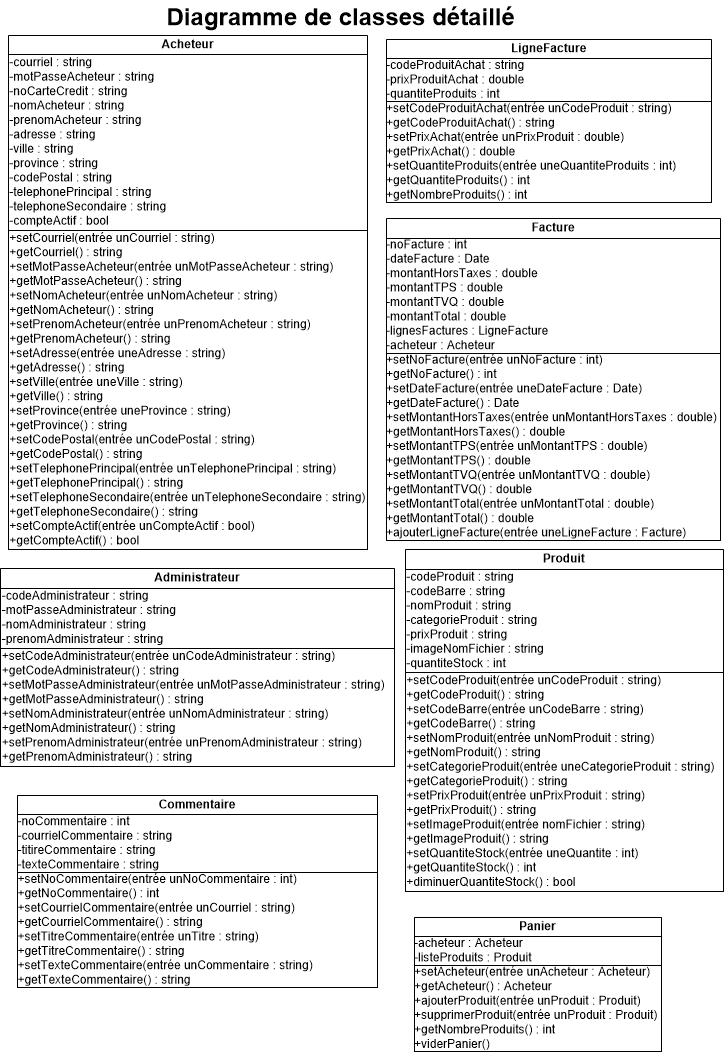 Diagramme de classes détaillé
Acheteur
-courriel : string
-motPasseAcheteur : string
-noCarteCredit : string
-nomAcheteur : string
-prenomAcheteur : string
-adresse : string
-ville : string
-province : string
-codePostal : string
-telephonePrincipal : string
-telephoneSecondaire : string
-compteActif : bool
+setCourriel(entrée unCourriel : string)
+getCourriel() : string
+setMotPasseAcheteur(entrée unMotPasseAcheteur : string)
+getMotPasseAcheteur() : string
+setNomAcheteur(entrée unNomAcheteur : string)
+getNomAcheteur() : string
+setPrenomAcheteur(entrée unPrenomAcheteur : string)
+getPrenomAcheteur() : string
+setAdresse(entrée uneAdresse : string)
+getAdresse() : string
+setVille(entrée uneVille : string)
+getVille() : string
+setProvince(entrée uneProvince : string)
+getProvince() : string
+setCodePostal(entrée unCodePostal : string)
+getCodePostal() : string
+setTelephonePrincipal(entrée unTelephonePrincipal : string)
+getTelephonePrincipal() : string
+setTelephoneSecondaire(entrée unTelephoneSecondaire : string)
+getTelephoneSecondaire() : string
+setCompteActif(entrée unCompteActif : bool)
+getCompteActif() : bool
LigneFacture
-codeProduitAchat : string
-prixProduitAchat : double
-quantiteProduits : int
+setCodeProduitAchat(entrée unCodeProduit : string)
+getCodeProduitAchat() : string
+setPrixAchat(entrée unPrixProduit : double)
+getPrixAchat() : double
+setQuantiteProduits(entrée uneQuantiteProduits : int)
+getQuantiteProduits() : int
+getNombreProduits() : int
Facture
-noFacture : int
-dateFacture : Date
-montantHorsTaxes : double
-montantTPS : double
-montantTVQ : double
-montantTotal : double
-lignesFactures : LigneFacture
-acheteur : Acheteur
+setNoFacture(entrée unNoFacture : int)
+getNoFacture() : int
+setDateFacture(entrée uneDateFacture : Date)
+getDateFacture() : Date
+setMontantHorsTaxes(entrée unMontantHorsTaxes : double)
+getMontantHorsTaxes() : double
+setMontantTPS(entrée unMontantTPS : double)
+getMontantTPS() : double
+setMontantTVQ(entrée unMontantTVQ : double)
+getMontantTVQ() : double
+setMontantTotal(entrée unMontantTotal : double)
+getMontantTotal() : double
+ajouterLigneFacture(entrée uneLigneFacture : Facture)
Administrateur
-codeAdministrateur : string
-motPasseAdministrateur : string
-nomAdministrateur : string
-prenomAdministrateur : string
+setCodeAdministrateur(entrée unCodeAdministrateur : string)
+getCodeAdministrateur() : string
+setMotPasseAdministrateur(entrée unMotPasseAdministrateur : string)
+getMotPasseAdministrateur() : string
+setNomAdministrateur(entrée unNomAdministrateur : string)
+getNomAdministrateur() : string
+setPrenomAdministrateur(entrée unPrenomAdministrateur : string)
+getPrenomAdministrateur() : string
Produit
-codeProduit : string
-codeBarre : string
-nomProduit : string
-categorieProduit : string
-prixProduit : string
-imageNomFichier : string
-quantiteStock : int
+setCodeProduit(entrée unCodeProduit : string)
+getCodeProduit() : string
+setCodeBarre(entrée unCodeBarre : string)
+getCodeBarre() : string
+setNomProduit(entrée unNomProduit : string)
+getNomProduit() : string
+setCategorieProduit(entrée uneCategorieProduit : string)
+getCategorieProduit() : string
+setPrixProduit(entrée unPrixProduit : string)
+getPrixProduit() : string
+setImageProduit(entrée nomFichier : string)
+getImageProduit() : string
+setQuantiteStock(entrée uneQuantite : int)
+getQuantiteStock() : int
+diminuerQuantiteStock() : bool
Commentaire
-noCommentaire : int
-courrielCommentaire : string
-titireCommentaire : string
-texteCommentaire : string
+setNoCommentaire(entrée unNoCommentaire : int)
+getNoCommentaire() : int
+setCourrielCommentaire(entrée unCourriel : string)
+getCourrielCommentaire() : string
+setTitreCommentaire(entrée unTitre : string)
+getTitreCommentaire() : string
+setTexteCommentaire(entrée unCommentaire : string)
+getTexteCommentaire() : string
Panier
-acheteur : Acheteur
-listeProduits : Produit
+setAcheteur(entrée unAcheteur : Acheteur)
+getAcheteur() : Acheteur
+ajouterProduit(entrée unProduit : Produit)
+supprimerProduit(entrée unProduit : Produit)
+getNombreProduits() : int
+viderPanier()